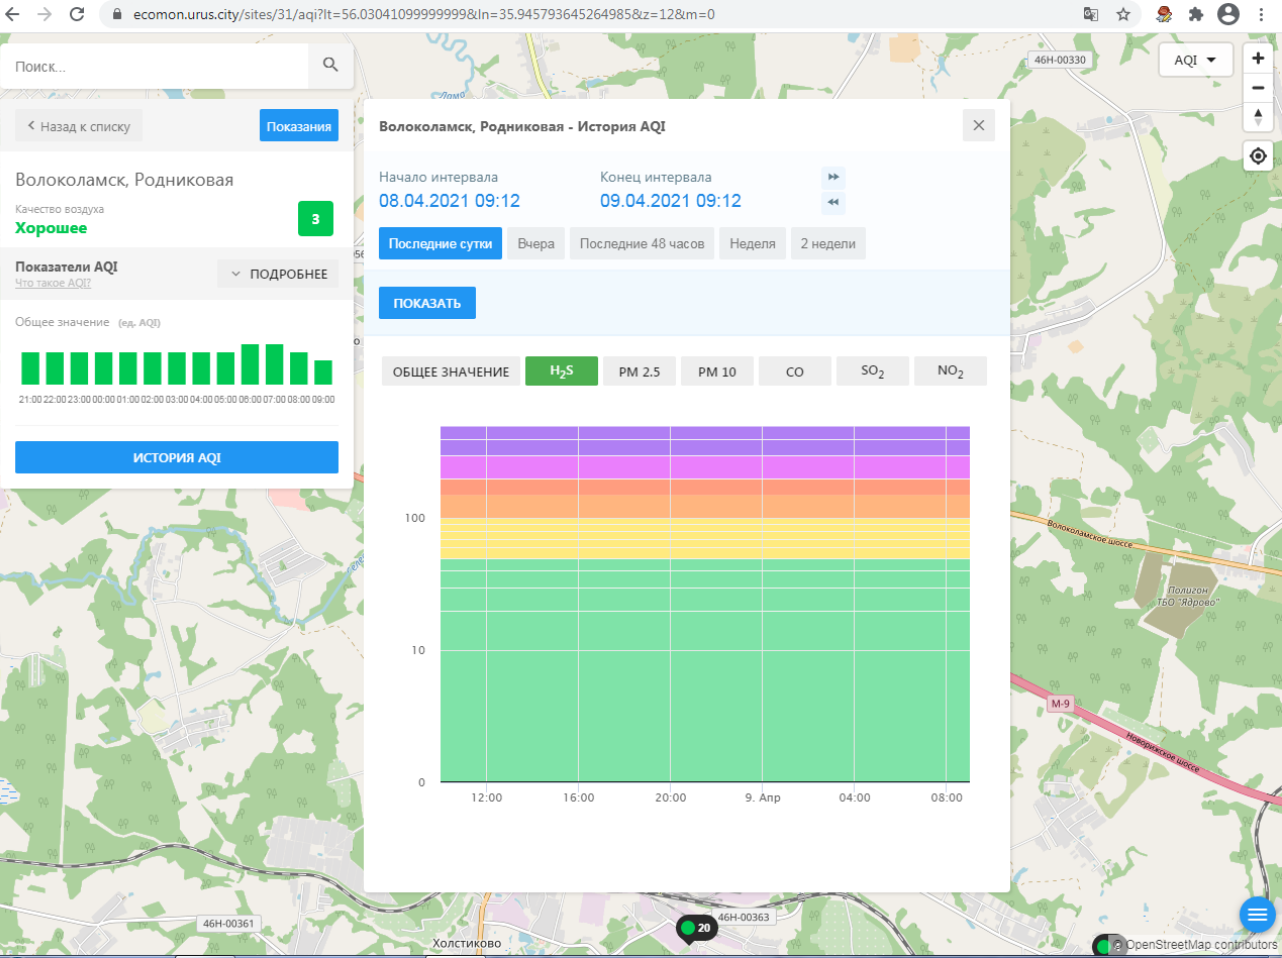 ecomon.urus.city/sites/31/aqi?lt=56.03041099999999&ln=35.945793645264985&z=12&m=0
Поиск...
46Н-00330
AQI
Назад к списку
Показания
Волоколамск, Родниковая - История AQI
Волоколамск, Родниковая
Качество воздуха
Хорошее
3
Показатели AQI
Что такое AQI?
ПОДРОБНЕЕ
Общее значение (ед. AQI)
21:00 22:00 23:00 00:00 01:00 02:00 03:00 04:00 05:00 06:00 07:00 08:00 09:00
ИСТОРИЯ AQI
Начало интервала
08.04.2021 09:12
Конец интервала
09.04.2021 09:12
Последние сутки
Вчера
Последние 48 часов
Неделя
2 недели
ПОКАЗАТЬ
ОБЩЕЕ ЗНАЧЕНИЕ
H2S
PM 2.5
PM 10
CO
SO2
NO2
100
10
0
12:00
16:00
20:00
9. Апр
04:00
08:00
Волоколамское шоссе
Полигон
ТБО "Ядрово"
М-9
Новорижское шоссе
46Н-00361
Холстиково
20
46Н-00363
© OpenStreetMap contributors